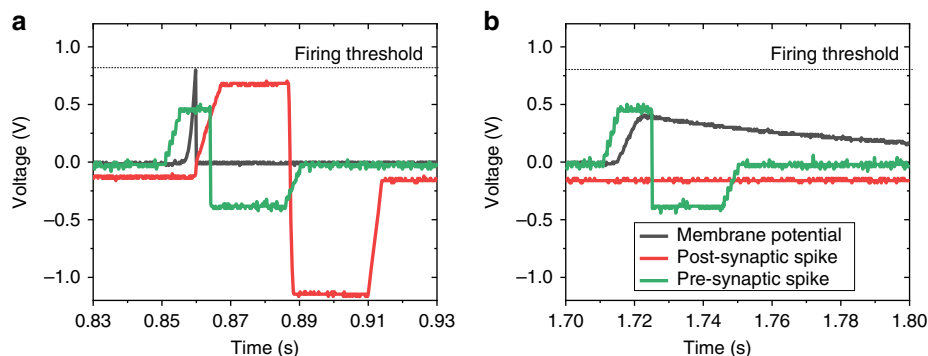 a
Firing threshold
1.0
0.5
0.0
−0.5
−1.0
Voltage (V)
0.83 0.85 0.87 0.89 0.91 0.93
Time (s)
b
Firing threshold
1.0
0.5
0.0
−0.5
−1.0
Voltage (V)
Membrane potential
Post-synaptic spike
Pre-synaptic spike
1.70 1.72 1.74 1.76 1.78 1.80
Time (s)